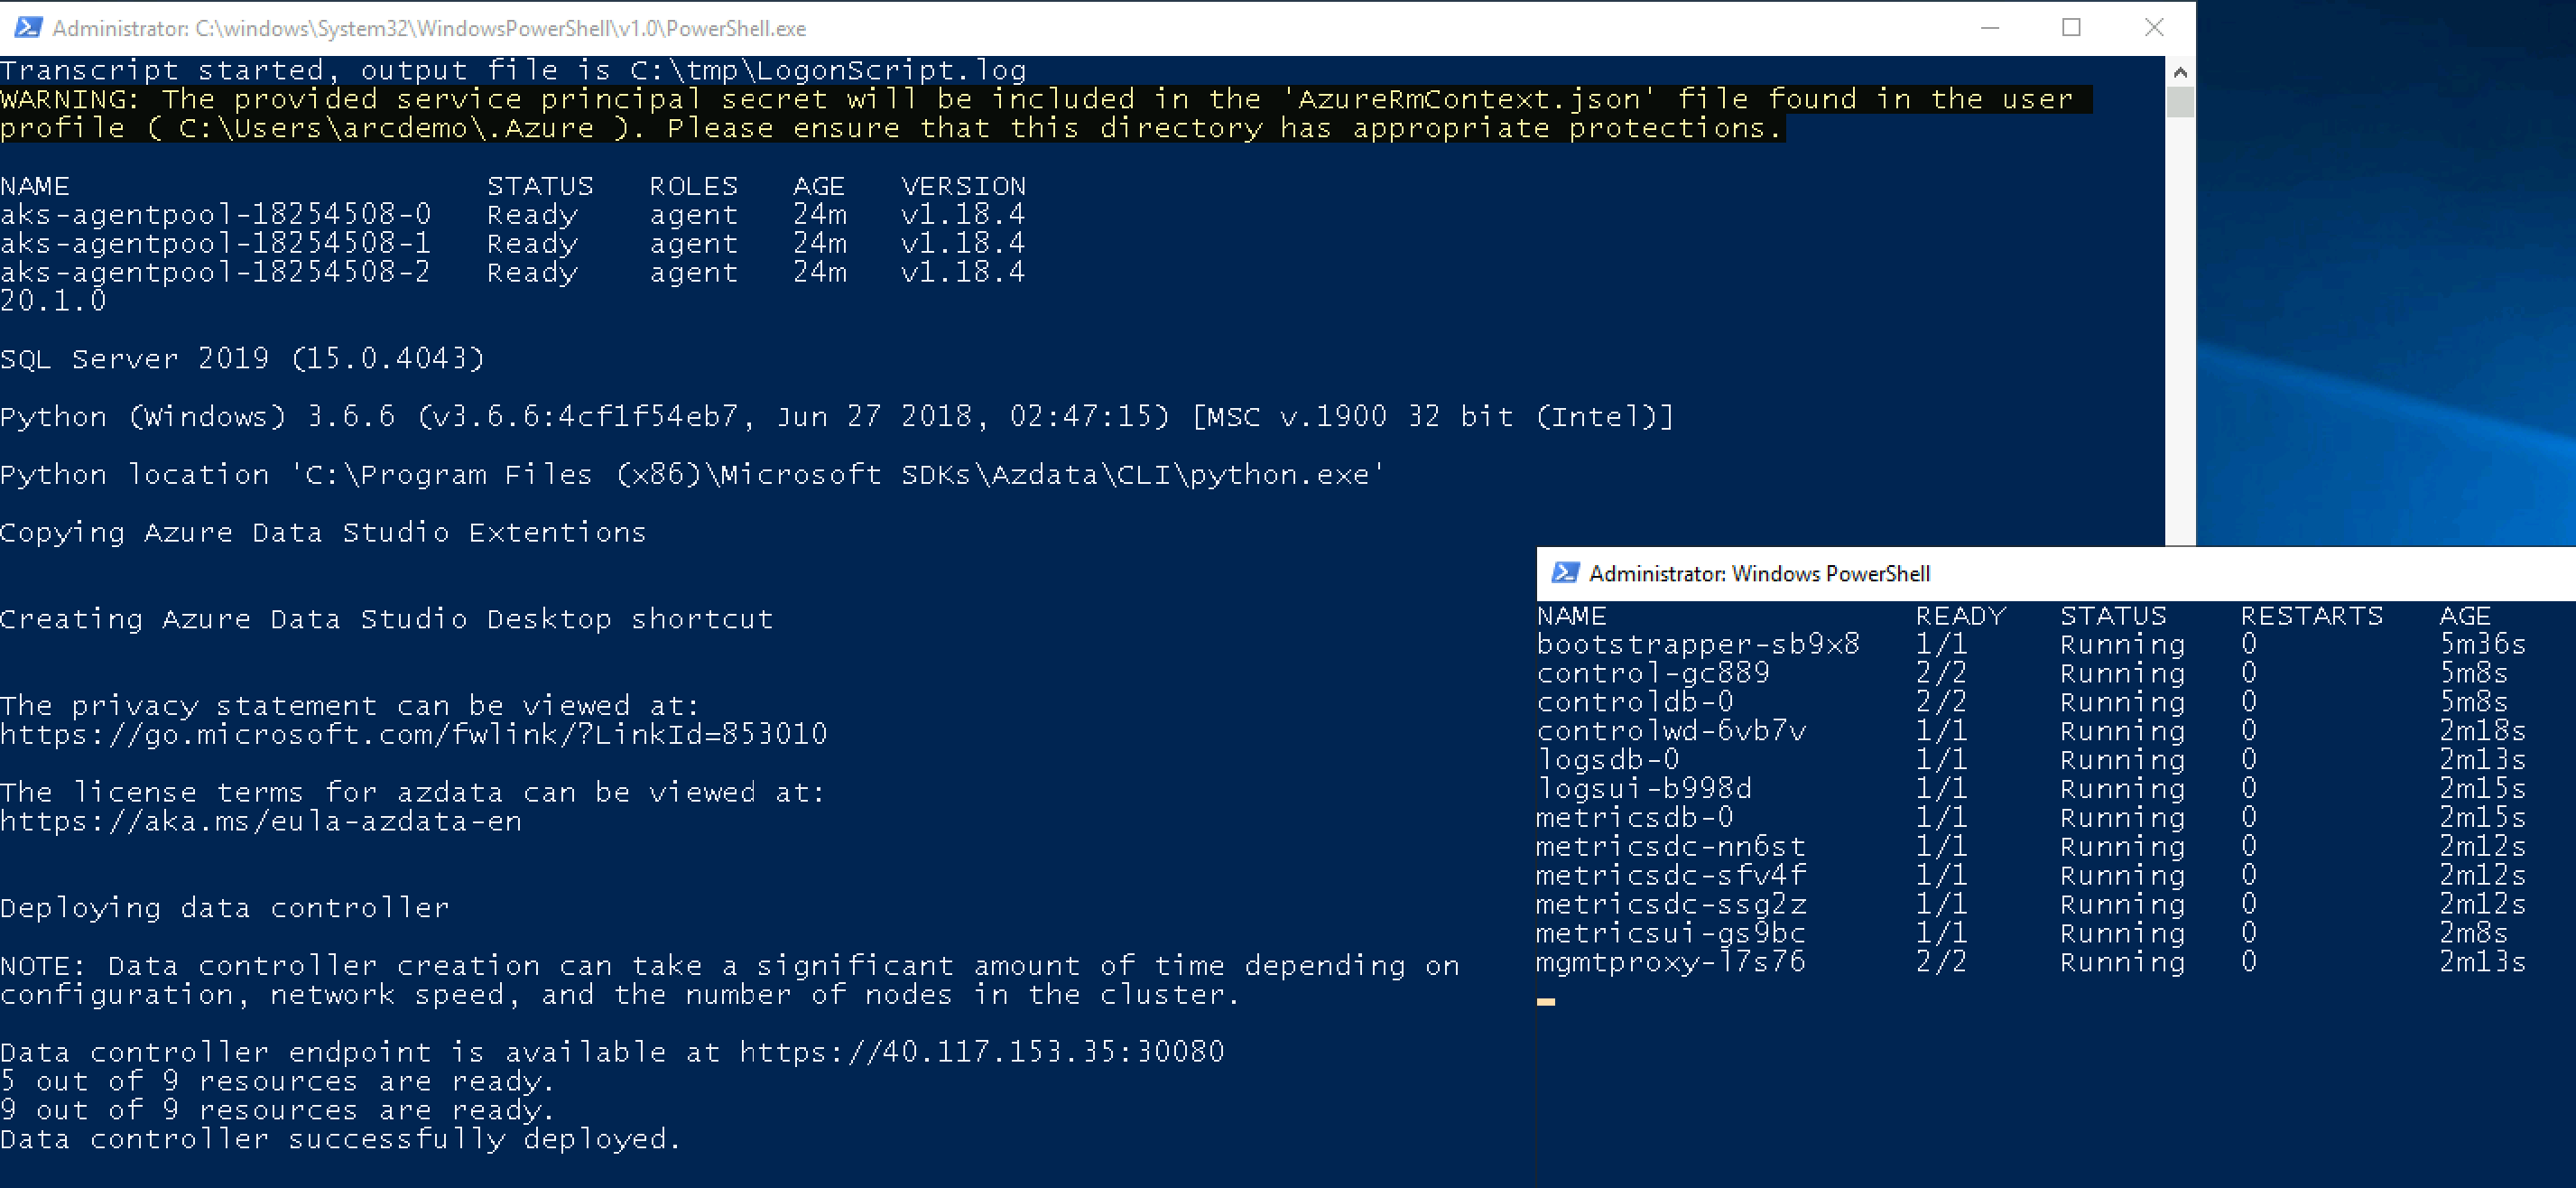 Administrator: C:\windows\System32\WindowsPowerShell\v1.0\PowerShell.exe
Transcript started, output file is C:\tmp\LogonScript.log
WARNING: The provided service principal secret will be included in the 'AzureRmContext.json' file found in the user
profile ( C:\Users\arcdemo\.Azure ). Please ensure that this directory has appropriate protections.
NAME STATUS ROLES AGE VERSION
aks-agentpool-18254508-0 Ready agent 24m v1.18.4
aks-agentpool-18254508-1 Ready agent 24m v1.18.4
aks-agentpool-18254508-2 Ready agent 24m v1.18.4
20.1.0
SQL Server 2019 (15.0.4043)
Python (Windows) 3.6.6 (v3.6.6:4cf1f54eb7, Jun 27 2018, 02:47:15) [MSC v.1900 32 bit (Intel)]
Python location 'C:\Program Files (x86)\Microsoft SDKs\Azdata\CLI\python.exe'
Copying Azure Data Studio Extentions
Creating Azure Data Studio Desktop shortcut
The privacy statement can be viewed at:
https://go.microsoft.com/fwlink/?LinkId=853010
The license terms for azdata can be viewed at:
https://aka.ms/eula-azdata-en
Deploying data controller
NOTE: Data controller creation can take a significant amount of time depending on
configuration, network speed, and the number of nodes in the cluster.
Data controller endpoint is available at https://40.117.153.35:30080
5 out of 9 resources are ready.
9 out of 9 resources are ready.
Data controller successfully deployed.
Administrator: Windows PowerShell
NAME READY STATUS RESTARTS AGE
bootstrapper-sb9x8 1/1 Running 0 5m36s
control-gc889 2/2 Running 0 5m8s
controldb-0 2/2 Running 0 5m8s
controlwd-6vb7v 1/1 Running 0 2m18s
logsdb-0 1/1 Running 0 2m13s
logsui-b998d 1/1 Running 0 2m15s
metricsdb-0 1/1 Running 0 2m15s
metricsdc-nn6st 1/1 Running 0 2m12s
metricsdc-sfv4f 1/1 Running 0 2m12s
metricsdc-ssg2z 1/1 Running 0 2m12s
metricsui-gs9bc 1/1 Running 0 2m8s
mgmtproxy-l7s76 2/2 Running 0 2m13s